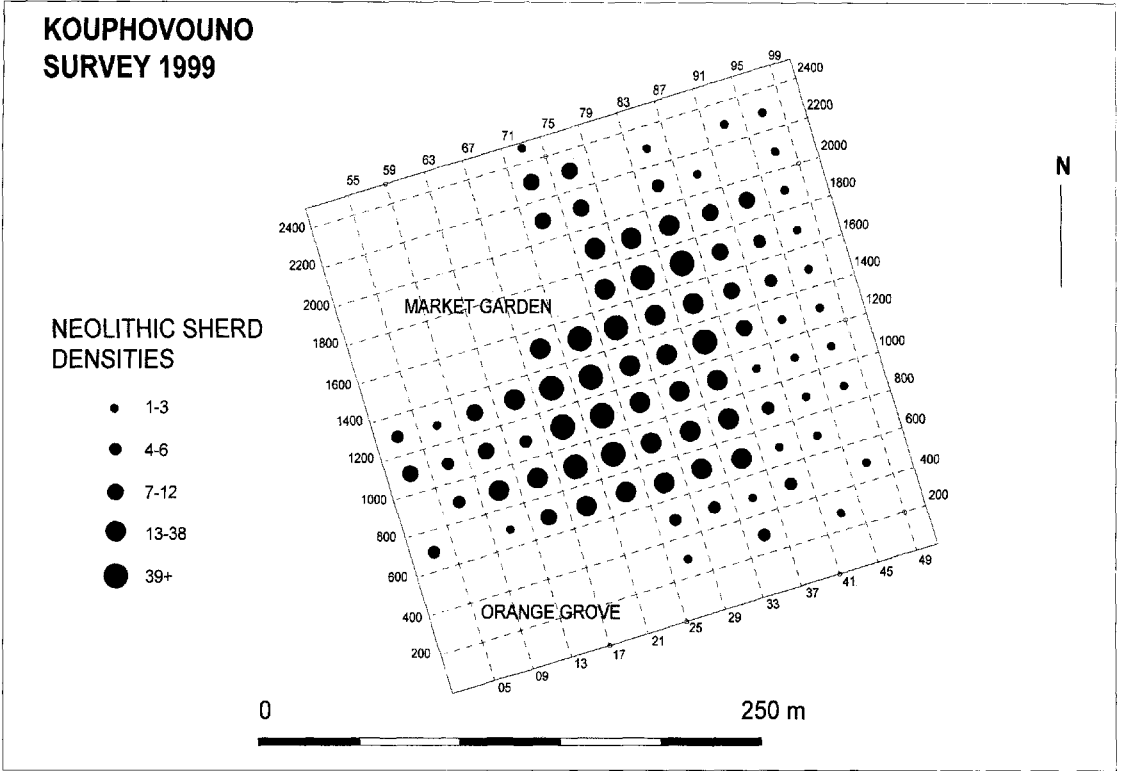 KOUPHOVOUNO
SURVEY 1999
55 59 63 67 71 75 79 83 87 91 95 99
2400
2200
2000
1800
1600
1400
1200
1000
800
600
400
200
2400
2200
2000
1800
1600
1400
1200
1000
800
600
400
200
N
MARKET GARDEN
NEOLITHIC SHERD
DENSITIES
1-3
4-6
7-12
13-38
39+
ORANGE GROVE
05 09 13 17 21 25 29 33 37 41 45 49
0 250 m